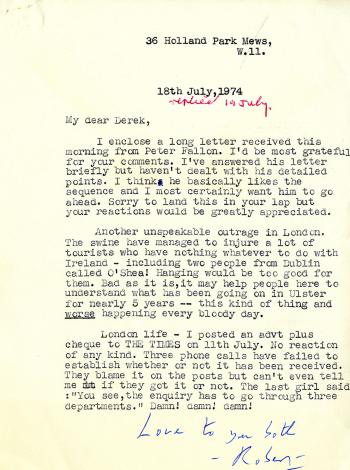 36 Holland Park Mews,
W.11.
18th July,1974
replied 19 July.
My dear Derek,
I enclose a long letter received this
morning from Peter Fallon. I'd be most grateful
for your comments. I've answered his letter
briefly but haven't dealt with his detailed
points. I think he basically likes the
sequence and I most certainly want him to go
ahead. Sorry to land this in your lap but
your reactions would be greatly appreciated.
Another unspeakable outrage in London.
The swine have managed to injure a lot of
tourists who have nothing whatever to do with
Ireland - including two people from Dublin
called O'Shea! Hanging would be too good for
them. Bad as it is,it may help people here to
understand what has been going on in Ulster
for nearly 5 years -- this kind of thing and
worse happening every bloody day.
London life - I posted an advt plus
cheque to THE TIMES on 11th July. No reaction
of any kind. Three phone calls have failed to
establish whether or not it has been received.
They blame it on the posts but can't even tell
me if they got it or not. The last girl said
:"You see,the enquiry has to go through three
departments." Damn! damn! damn!
Love to you both
- Robert -